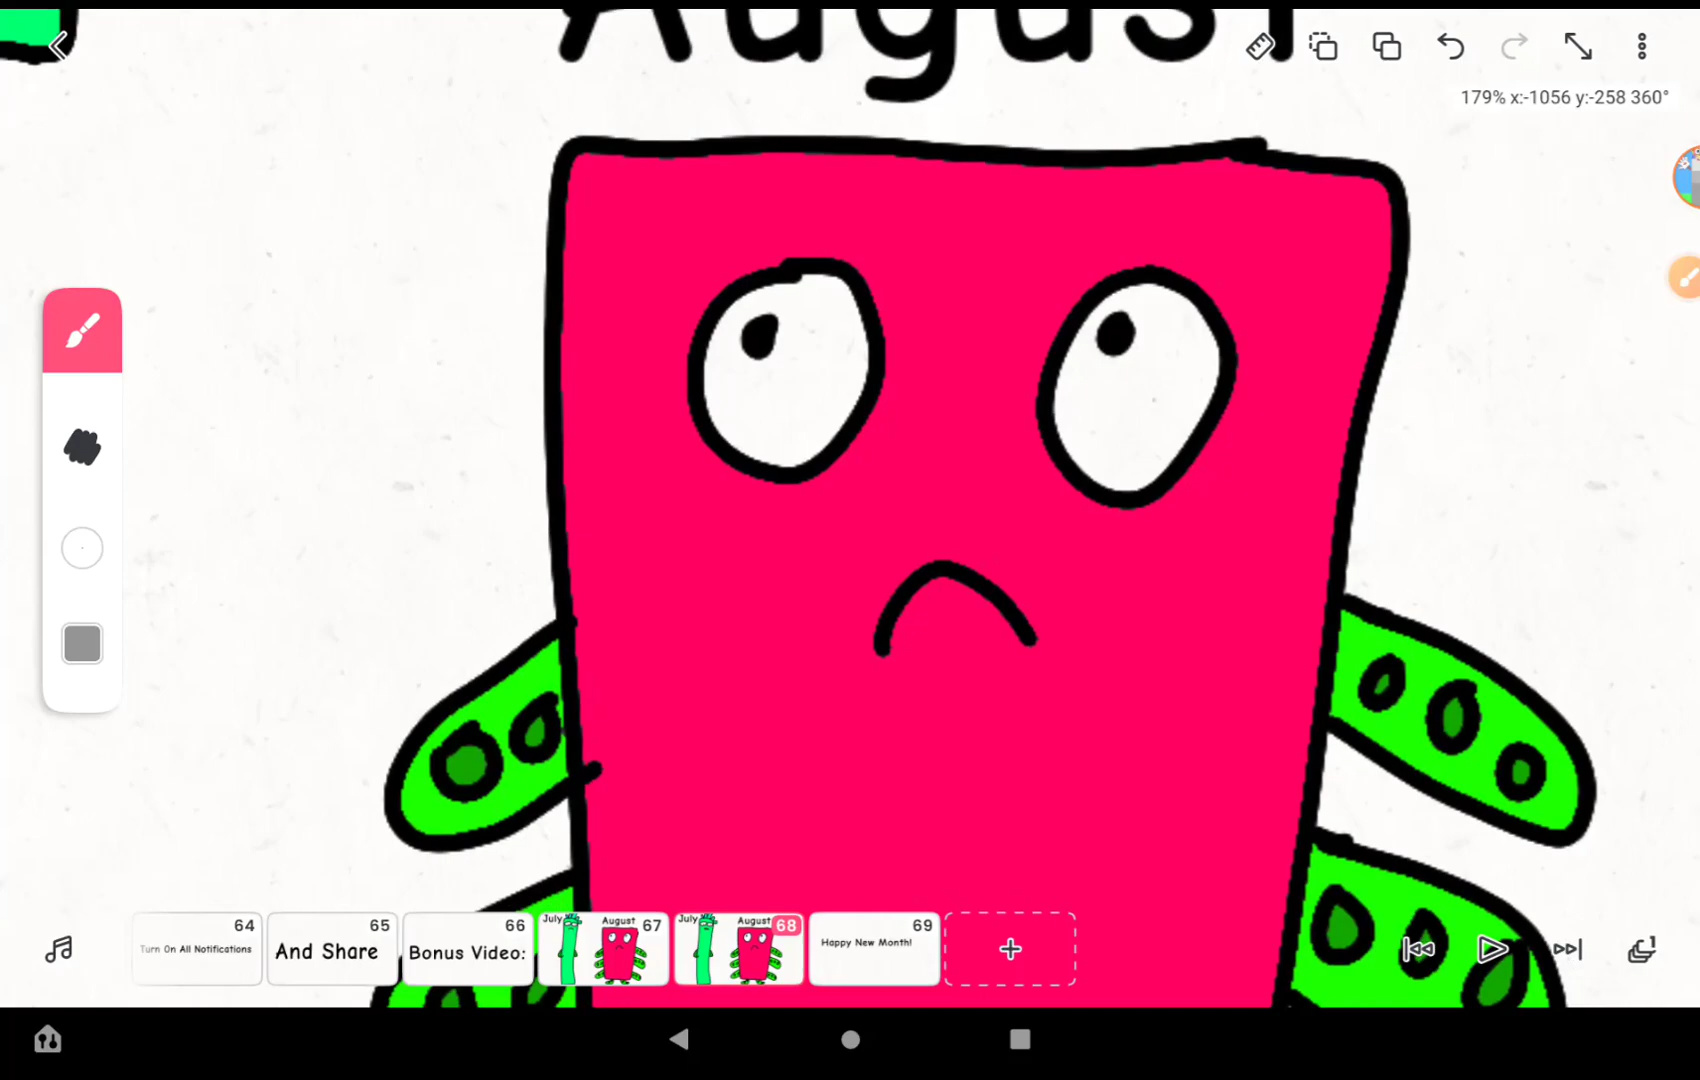 August
179% x:-1056 y:-258 360°
64
Turn On All Notifications
65
And Share
66
Bonus Video:
67
July
August
68
July
August
69
Happy New Month!